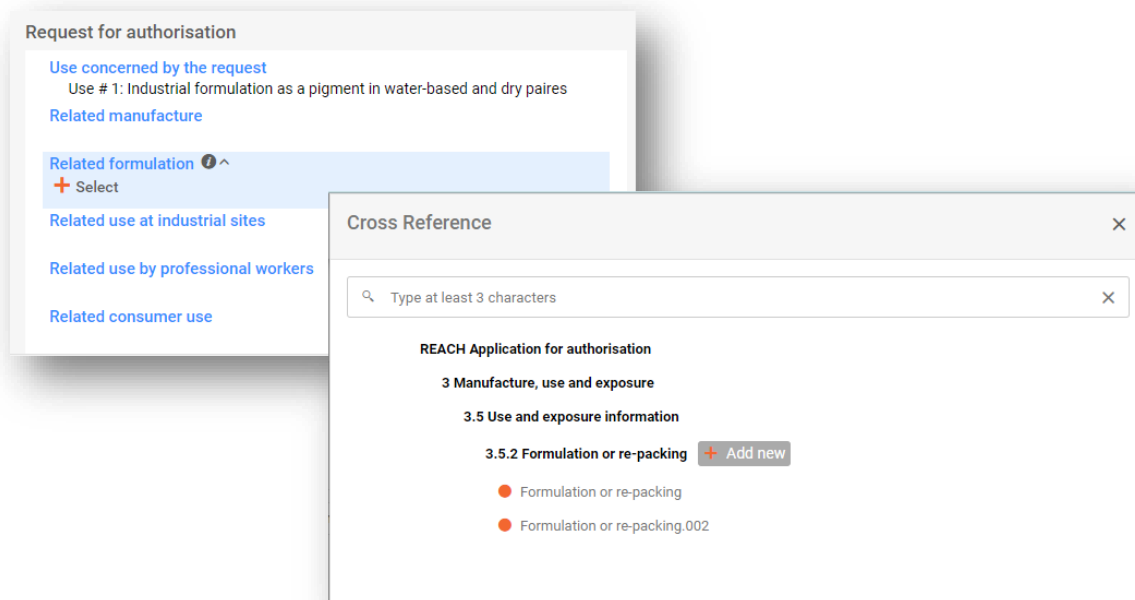 Request for authorisation
Use concerned by the request
Use # 1: Industrial formulation as a pigment in water-based and dry paires
Related manufacture
Related formulation
Select
Related use at industrial sites
Related use by professional workers
Related consumer use
Cross Reference
Type at least 3 characters
REACH Application for authorisation
3 Manufacture, use and exposure
3.5 Use and exposure information
3.5.2 Formulation or re-packing + Add new
Formulation or re-packing
Formulation or re-packing.002